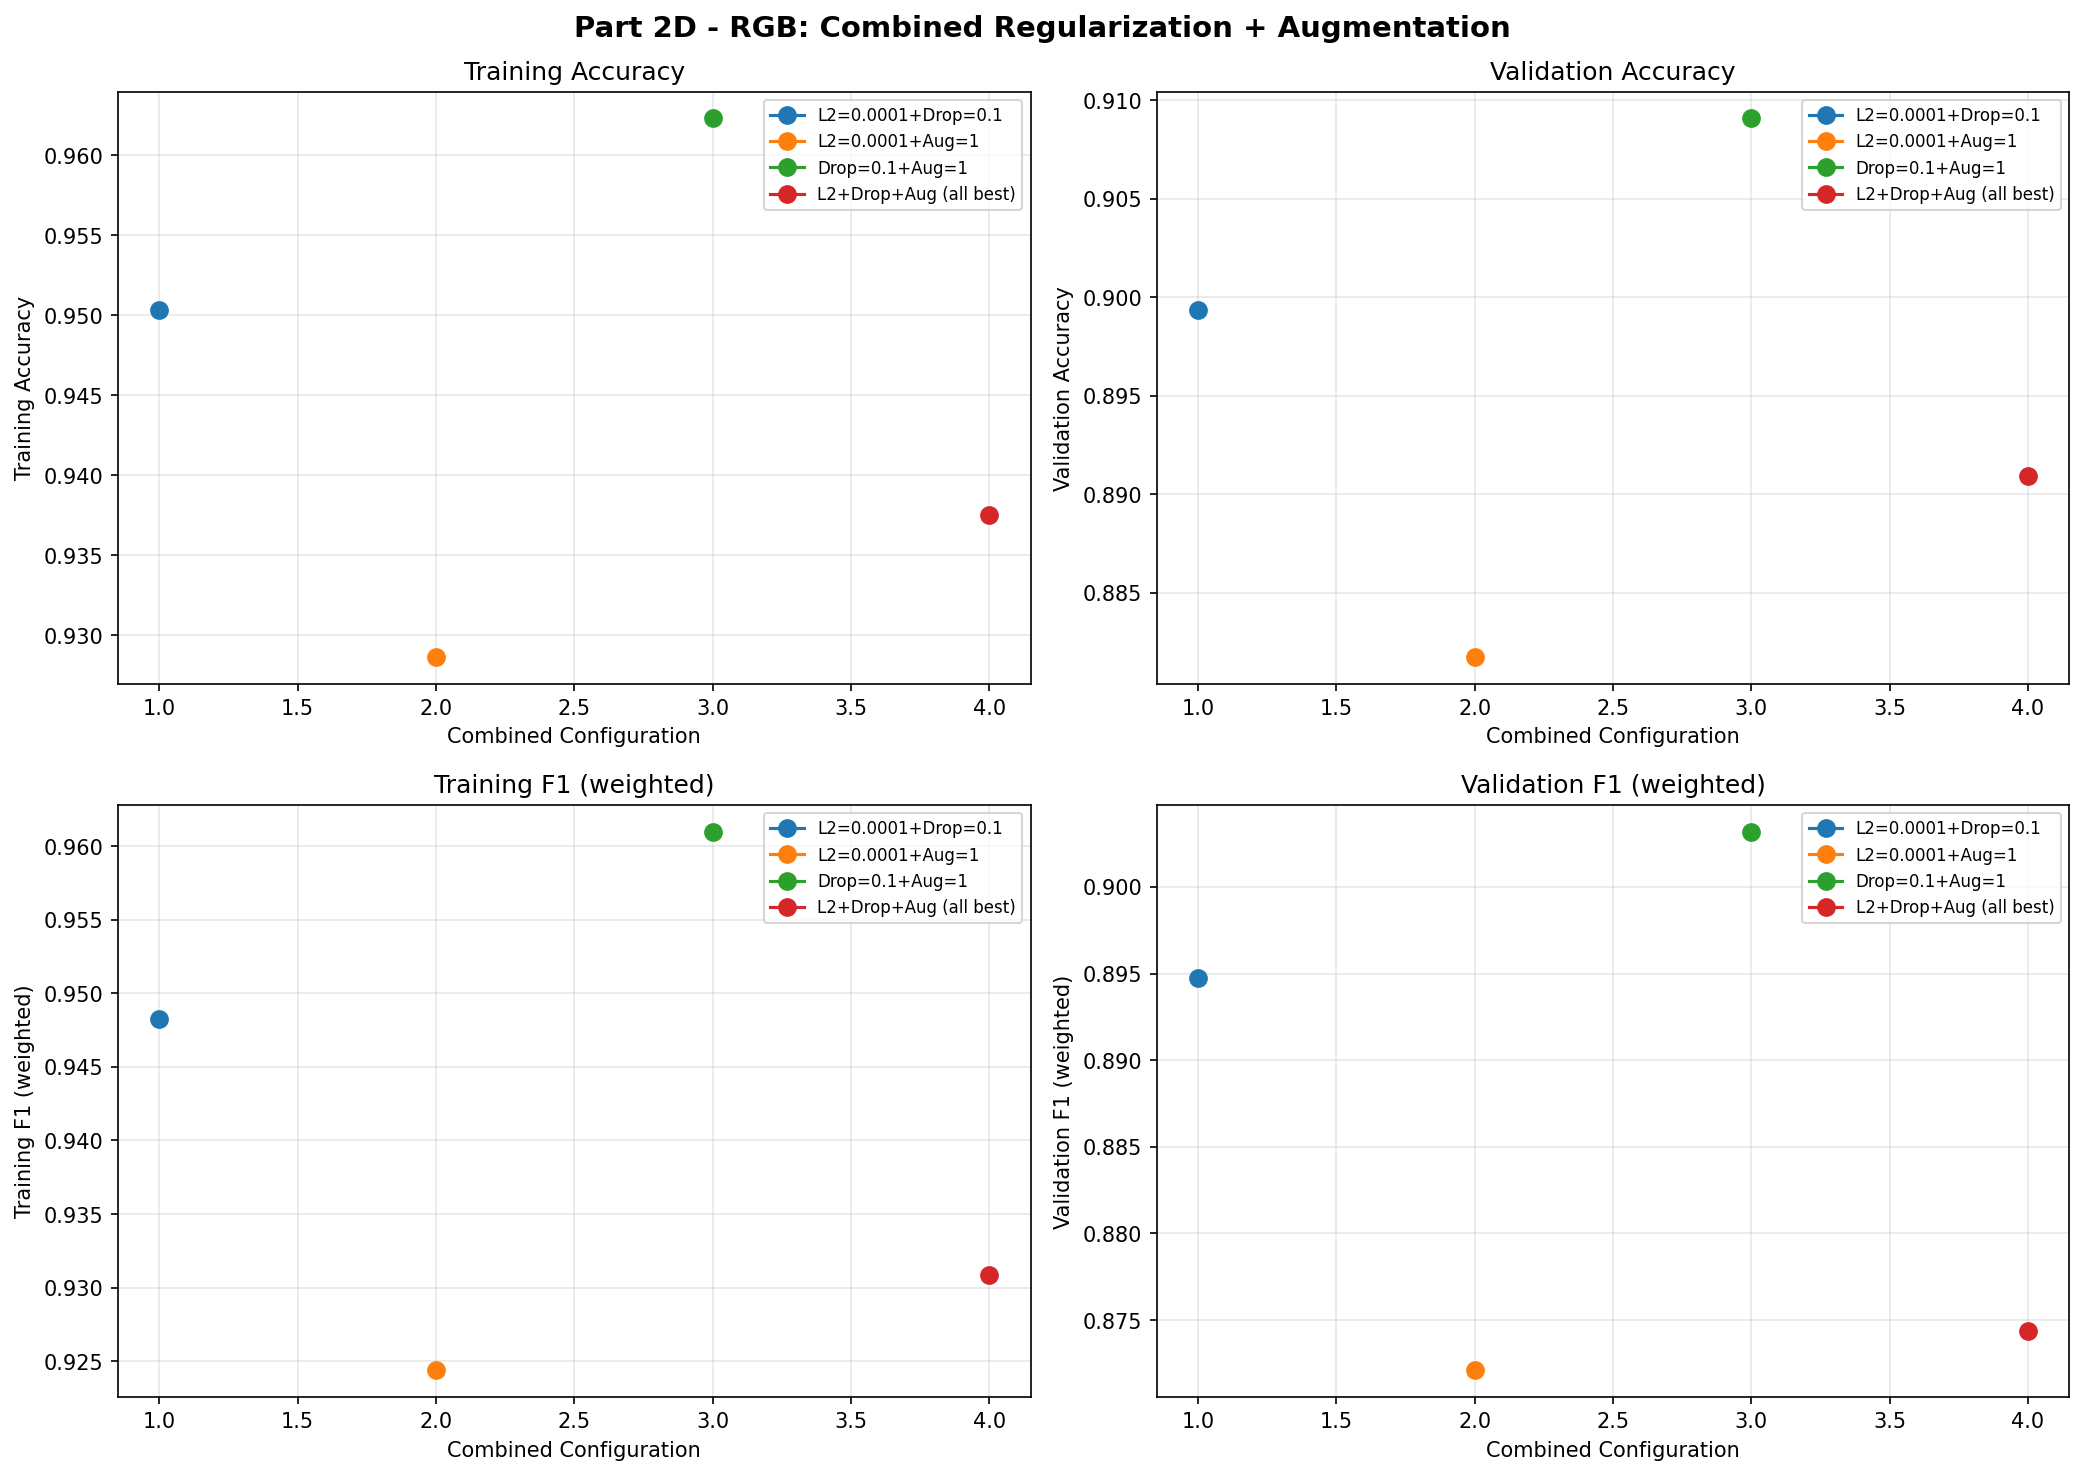 Part 2D - RGB: Combined Regularization + Augmentation
Training Accuracy
Training Accuracy
0.960
0.955
0.950
0.945
0.940
0.935
0.930
L2=0.0001+Drop=0.1
L2=0.0001+Aug=1
Drop=0.1+Aug=1
L2+Drop+Aug (all best)
1.0 1.5 2.0 2.5 3.0 3.5 4.0
Combined Configuration
Validation Accuracy
Validation Accuracy
0.910
0.905
0.900
0.895
0.890
0.885
L2=0.0001+Drop=0.1
L2=0.0001+Aug=1
Drop=0.1+Aug=1
L2+Drop+Aug (all best)
1.0 1.5 2.0 2.5 3.0 3.5 4.0
Combined Configuration
Training F1 (weighted)
Training F1 (weighted)
0.960
0.955
0.950
0.945
0.940
0.935
0.930
0.925
L2=0.0001+Drop=0.1
L2=0.0001+Aug=1
Drop=0.1+Aug=1
L2+Drop+Aug (all best)
1.0 1.5 2.0 2.5 3.0 3.5 4.0
Combined Configuration
Validation F1 (weighted)
Validation F1 (weighted)
0.900
0.895
0.890
0.885
0.880
0.875
L2=0.0001+Drop=0.1
L2=0.0001+Aug=1
Drop=0.1+Aug=1
L2+Drop+Aug (all best)
1.0 1.5 2.0 2.5 3.0 3.5 4.0
Combined Configuration